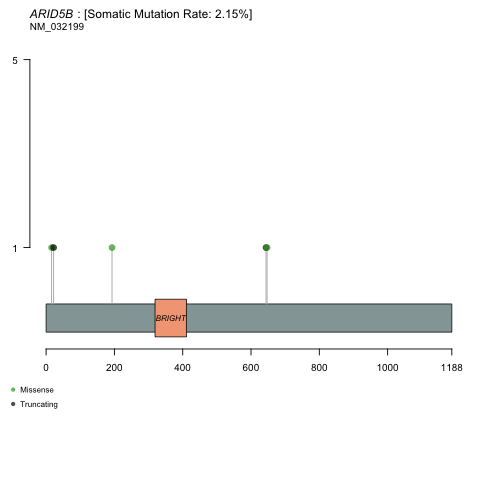 ARID5B : [Somatic Mutation Rate: 2.15%]
NM_032199
5
1
BRIGHT
0 200 400 600 800 1000 1188
Missense
Truncating